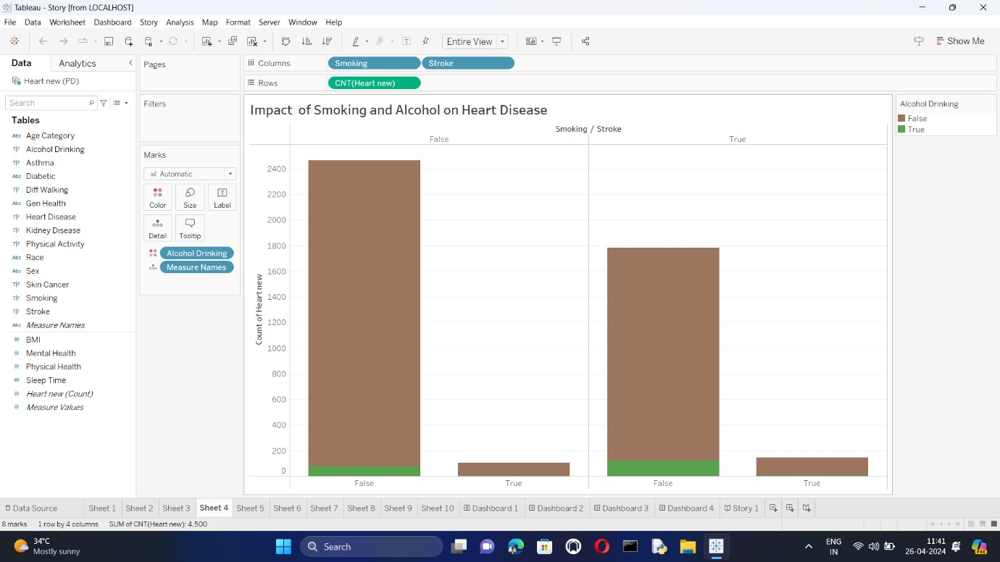 Tableau - Story [from LOCALHOST]
File Data Worksheet Dashboard Story Analysis Map Format Server Window Help
Entire View
Show Me
Data Analytics
Heart new (PD)
Search
Tables
Abc Age Category
T|F Alcohol Drinking
T|F Asthma
Abc Diabetic
T|F Diff Walking
Abc Gen Health
T|F Heart Disease
T|F Kidney Disease
T|F Physical Activity
Abc Race
Abc Sex
T|F Skin Cancer
T|F Smoking
T|F Stroke
Abc Measure Names
# BMI
# Mental Health
# Physical Health
# Sleep Time
# Heart new (Count)
# Measure Values
Pages
Filters
Marks
Automatic
Color Size Label
T
Detail Tooltip
Alcohol Drinking
Measure Names
Columns Smoking Stroke
Rows CNT(Heart new)
Impact of Smoking and Alcohol on Heart Disease
Smoking / Stroke
False True
Count of Heart new
2400
2200
2000
1800
1600
1400
1200
1000
800
600
400
200
0
False True False True
Alcohol Drinking
False
True
Data Source Sheet 1 Sheet 2 Sheet 3 Sheet 4 Sheet 5 Sheet 6 Sheet 7 Sheet 8 Sheet 9 Sheet 10 Dashboard 1 Dashboard 2 Dashboard 3 Dashboard 4 Story 1
8 marks 1 row by 4 columns SUM of CNT(Heart new): 4,500
34°C
Mostly sunny
Search
ENG
IN
11:41
26-04-2024
PRE